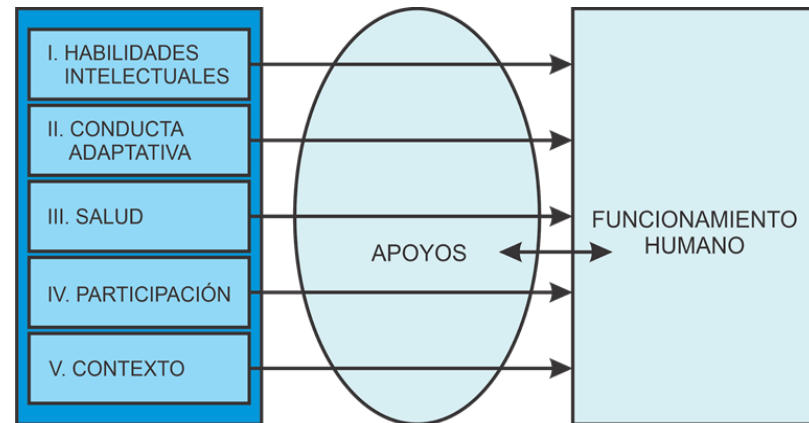 I. HABILIDADES
INTELECTUALES
II. CONDUCTA
ADAPTATIVA
III. SALUD
IV. PARTICIPACIÓN
V. CONTEXTO
APOYOS
FUNCIONAMIENTO
HUMANO